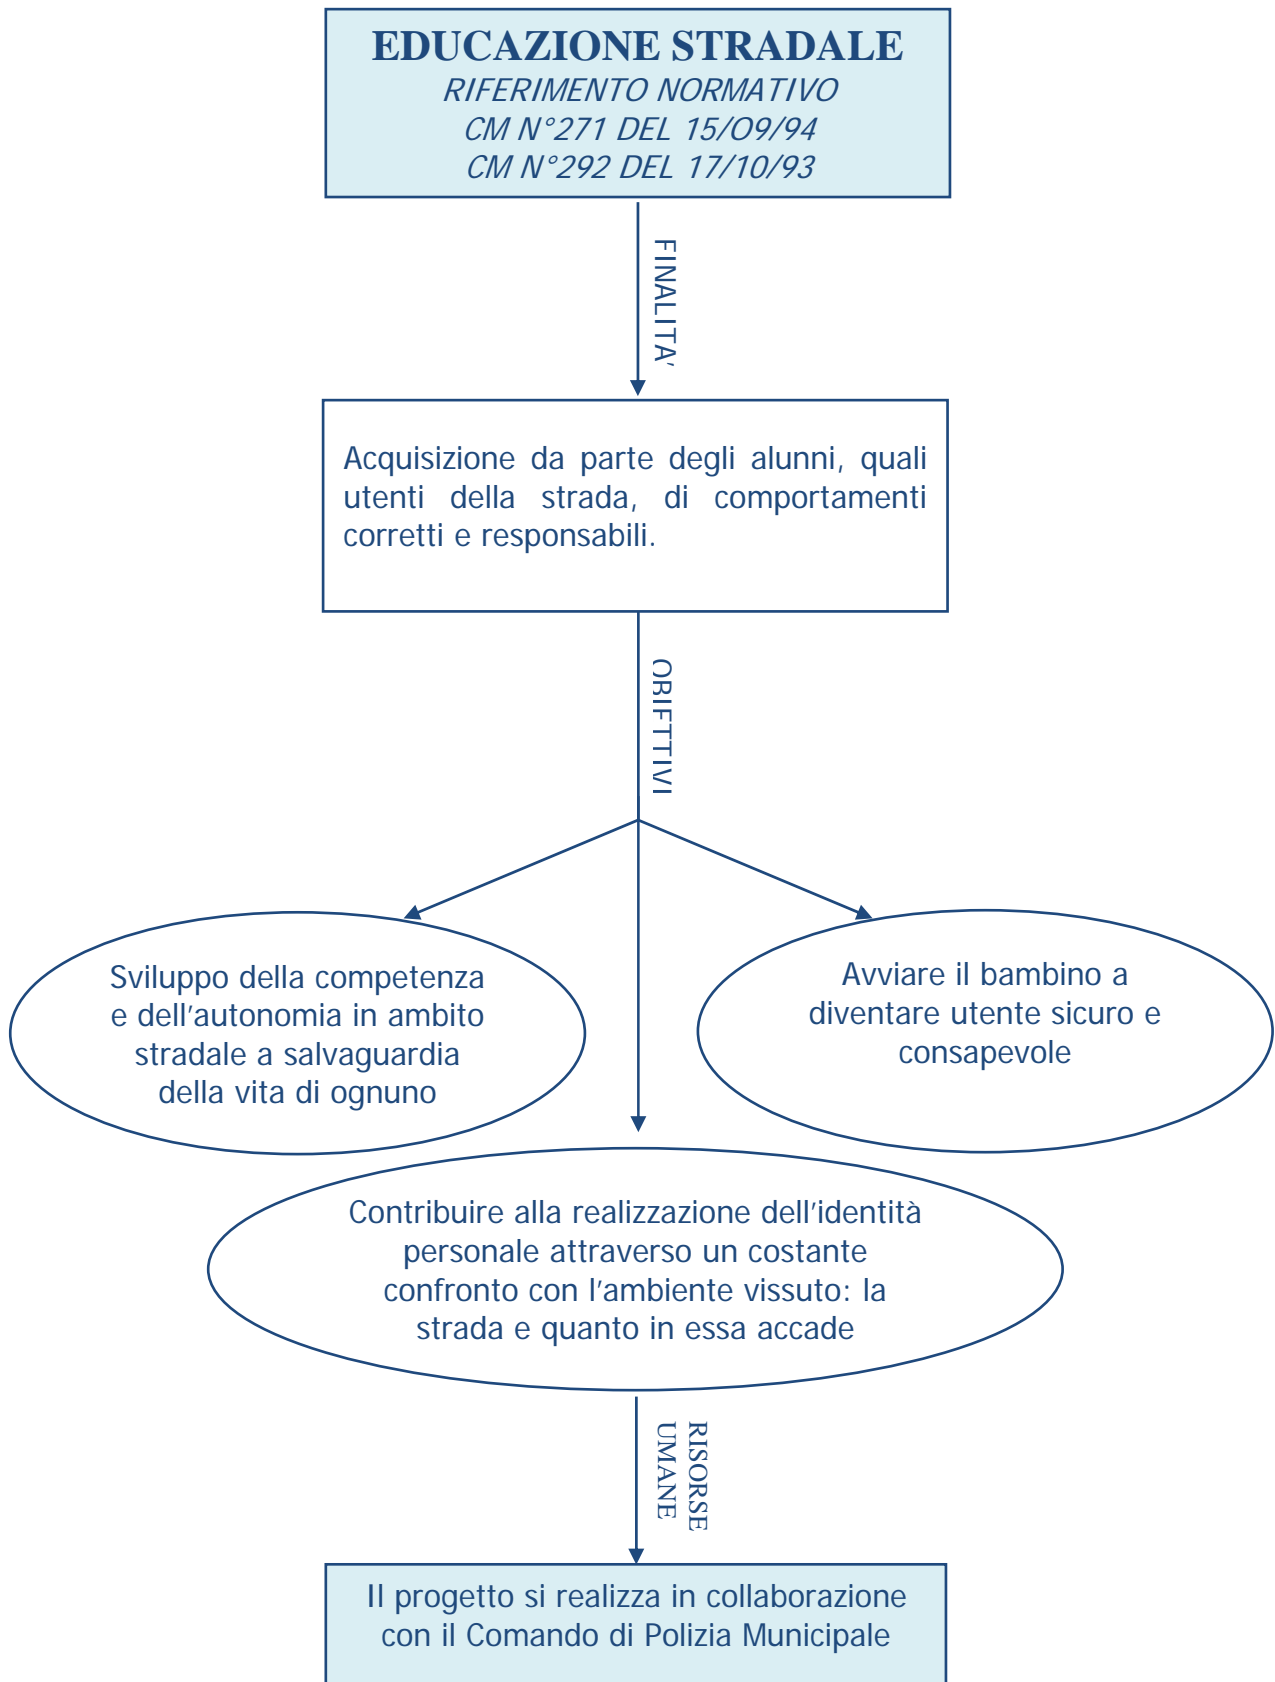 EDUCAZIONE STRADALE
RIFERIMENTO NORMATIVO
CM N°271 DEL 15/O9/94
CM N°292 DEL 17/10/93
FINALITA'
Acquisizione da parte degli alunni, quali
utenti della strada, di comportamenti
corretti e responsabili.
OBIETTIVI
Sviluppo della competenza
e dell'autonomia in ambito
stradale a salvaguardia
della vita di ognuno
Avviare il bambino a
diventare utente sicuro e
consapevole
Contribuire alla realizzazione dell'identità
personale attraverso un costante
confronto con l'ambiente vissuto: la
strada e quanto in essa accade
RISORSE
UMANE
Il progetto si realizza in collaborazione
con il Comando di Polizia Municipale